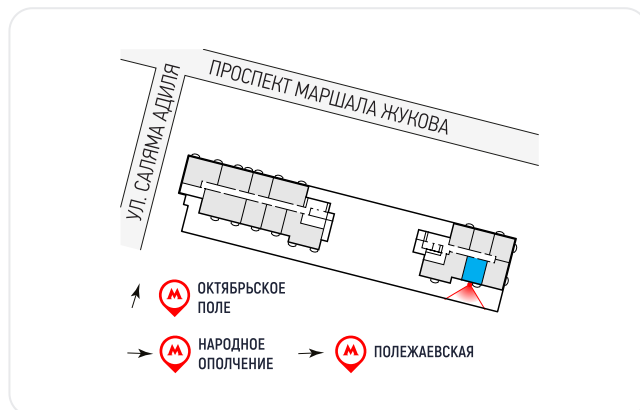 ПРОСПЕКТ МАРШАЛА ЖУКОВА
УЛ. САЛЯМА АДИЛЯ
М ОКТЯБРЬСКОЕ
ПОЛЕ
М НАРОДНОЕ
ОПОЛЧЕНИЕ
М ПОЛЕЖАЕВСКАЯ